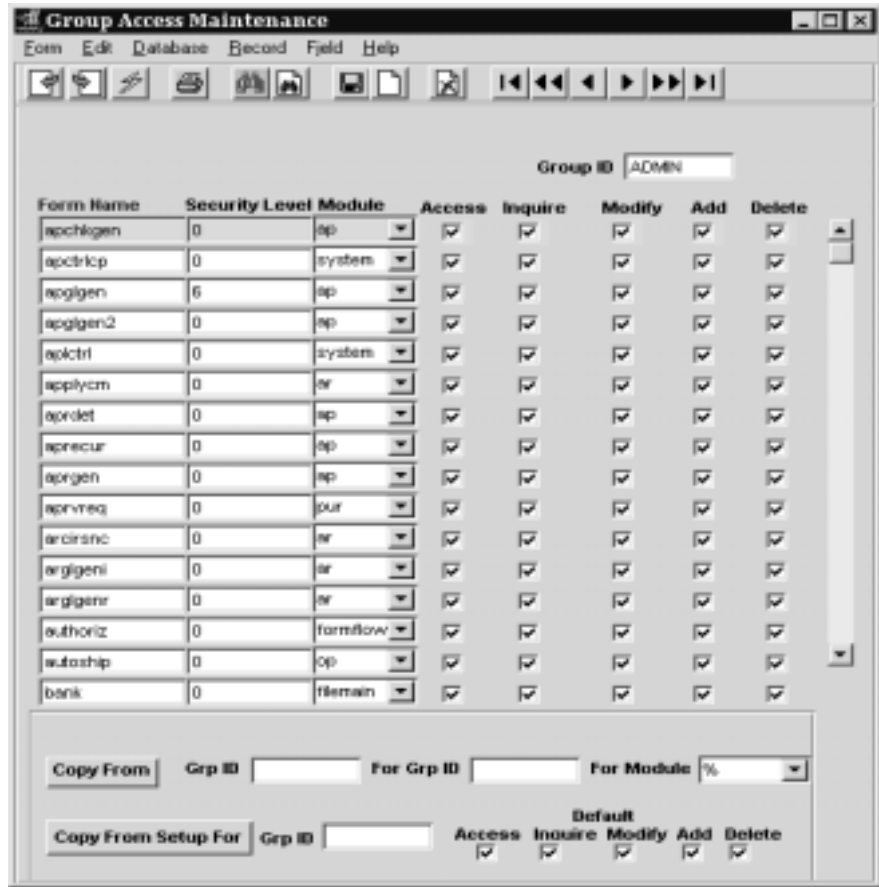 Group Access Maintenance
Form Edit Database Record Field Help
Group ID ADMIN
Form Name Security Level Module Access Inquire Modify Add Delete
apchkgen 0 ap
apctrlcp 0 system
apglgen 6 ap
apglgen2 0 ap
aplctrl 0 system
applycm 0 ar
aprdet 0 ap
aprecur 0 ap
aprgen 0 ap
aprvreq 0 pur
arcirsnc 0 ar
arglgeni 0 ar
arglgenr 0 ar
authoriz 0 formflow
autoship 0 op
bank 0 filemain
Copy From Grp ID For Grp ID For Module %
Default
Copy From Setup For Grp ID Access Inquire Modify Add Delete